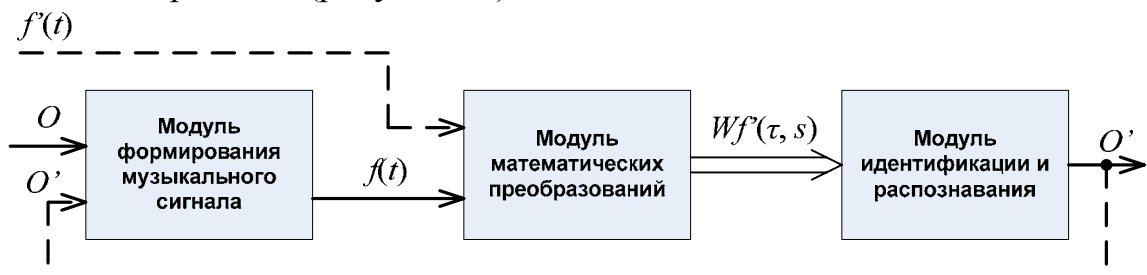 f’(t)
O
O’
Модуль
формирования
музыкального
сигнала
f(t)
Модуль
математических
преобразований
Wf’(τ, s)
Модуль
идентификации и
распознавания
O’